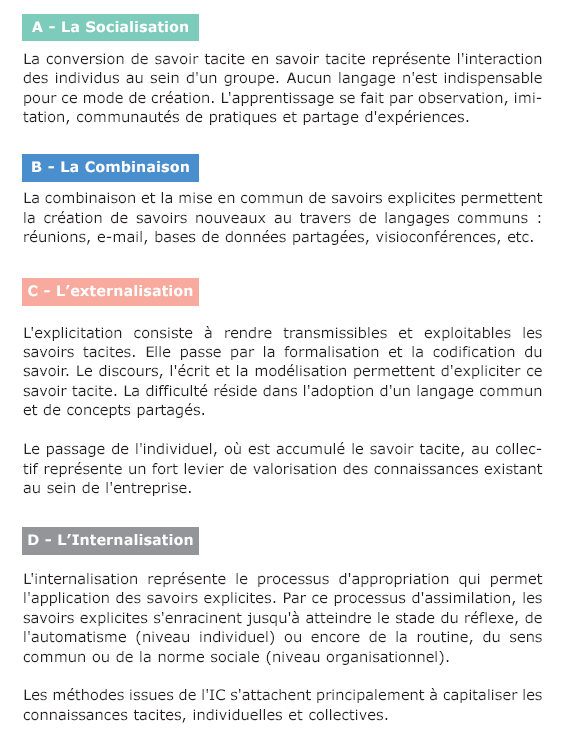 A - La Socialisation
La conversion de savoir tacite en savoir tacite représente l'interaction
des individus au sein d'un groupe. Aucun langage n'est indispensable
pour ce mode de création. L'apprentissage se fait par observation, imi-
tation, communautés de pratiques et partage d'expériences.
B - La Combinaison
La combinaison et la mise en commun de savoirs explicites permettent
la création de savoirs nouveaux au travers de langages communs :
réunions, e-mail, bases de données partagées, visioconférences, etc.
C - L’externalisation
L'explicitation consiste à rendre transmissibles et exploitables les
savoirs tacites. Elle passe par la formalisation et la codification du
savoir. Le discours, l'écrit et la modélisation permettent d'expliciter ce
savoir tacite. La difficulté réside dans l'adoption d'un langage commun
et de concepts partagés.
Le passage de l'individuel, où est accumulé le savoir tacite, au collec-
tif représente un fort levier de valorisation des connaissances existant
au sein de l'entreprise.
D - L’Internalisation
L'internalisation représente le processus d'appropriation qui permet
l'application des savoirs explicites. Par ce processus d'assimilation, les
savoirs explicites s'enracinent jusqu'à atteindre le stade du réflexe, de
l'automatisme (niveau individuel) ou encore de la routine, du sens
commun ou de la norme sociale (niveau organisationnel).
Les méthodes issues de l'IC s'attachent principalement à capitaliser les
connaissances tacites, individuelles et collectives.